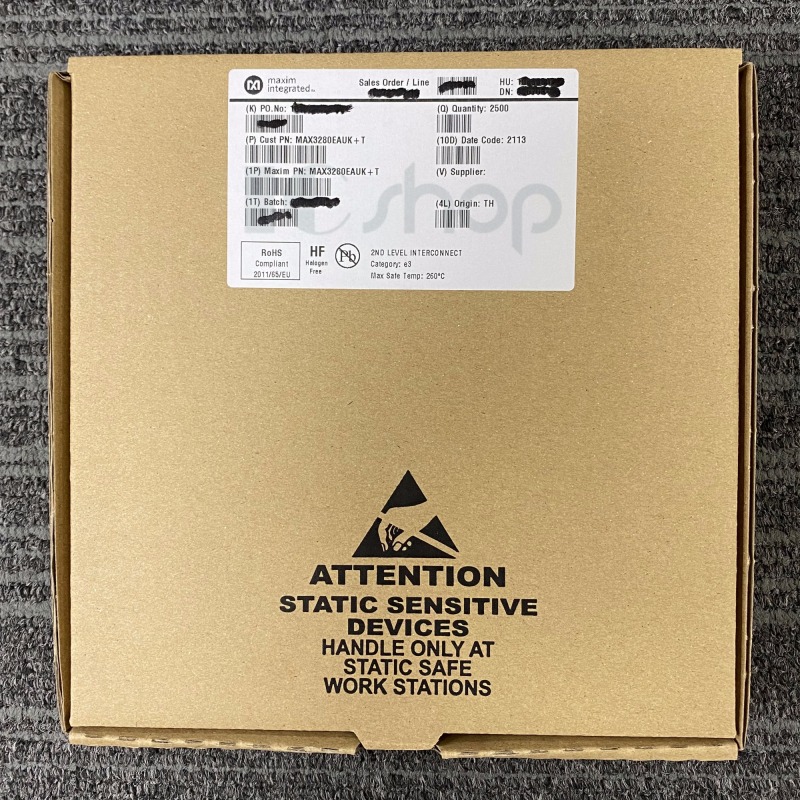 maxim
integrated™
Sales Order / Line
HU:
DN:
(K) PO.No:
(Q) Quantity: 2500
(P) Cust PN: MAX3280EAUK+T
(10D) Date Code: 2113
(1P) Maxim PN: MAX3280EAUK+T
(V) Supplier:
(1T) Batch:
(4L) Origin: TH
shop
RoHS
Compliant
2011/65/EU
HF
Halogen
Free
Pb
2ND LEVEL INTERCONNECT
Category: e3
Max Safe Temp: 260°C
ATTENTION
STATIC SENSITIVE
DEVICES
HANDLE ONLY AT
STATIC SAFE
WORK STATIONS